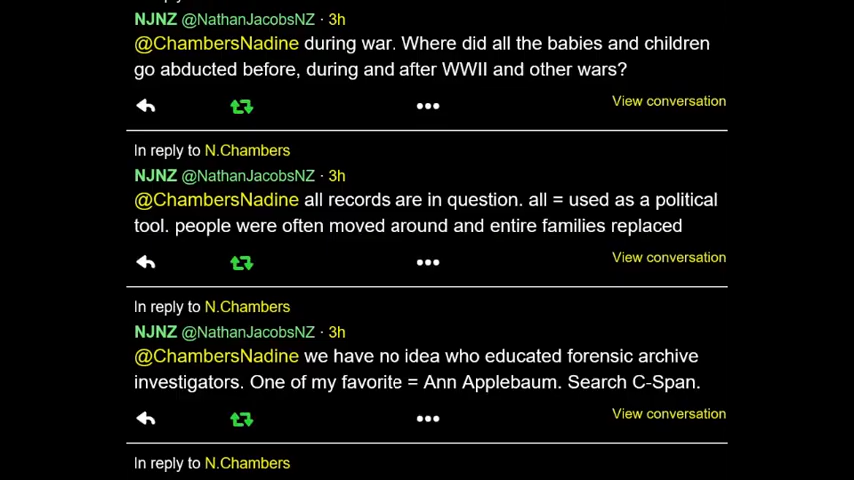 NJNZ @NathanJacobsNZ · 3h
@ChambersNadine during war. Where did all the babies and children
go abducted before, during and after WWII and other wars?
View conversation
In reply to N.Chambers
NJNZ @NathanJacobsNZ · 3h
@ChambersNadine all records are in question. all = used as a political
tool. people were often moved around and entire families replaced
View conversation
In reply to N.Chambers
NJNZ @NathanJacobsNZ · 3h
@ChambersNadine we have no idea who educated forensic archive
investigators. One of my favorite = Ann Applebaum. Search C-Span.
View conversation
In reply to N.Chambers